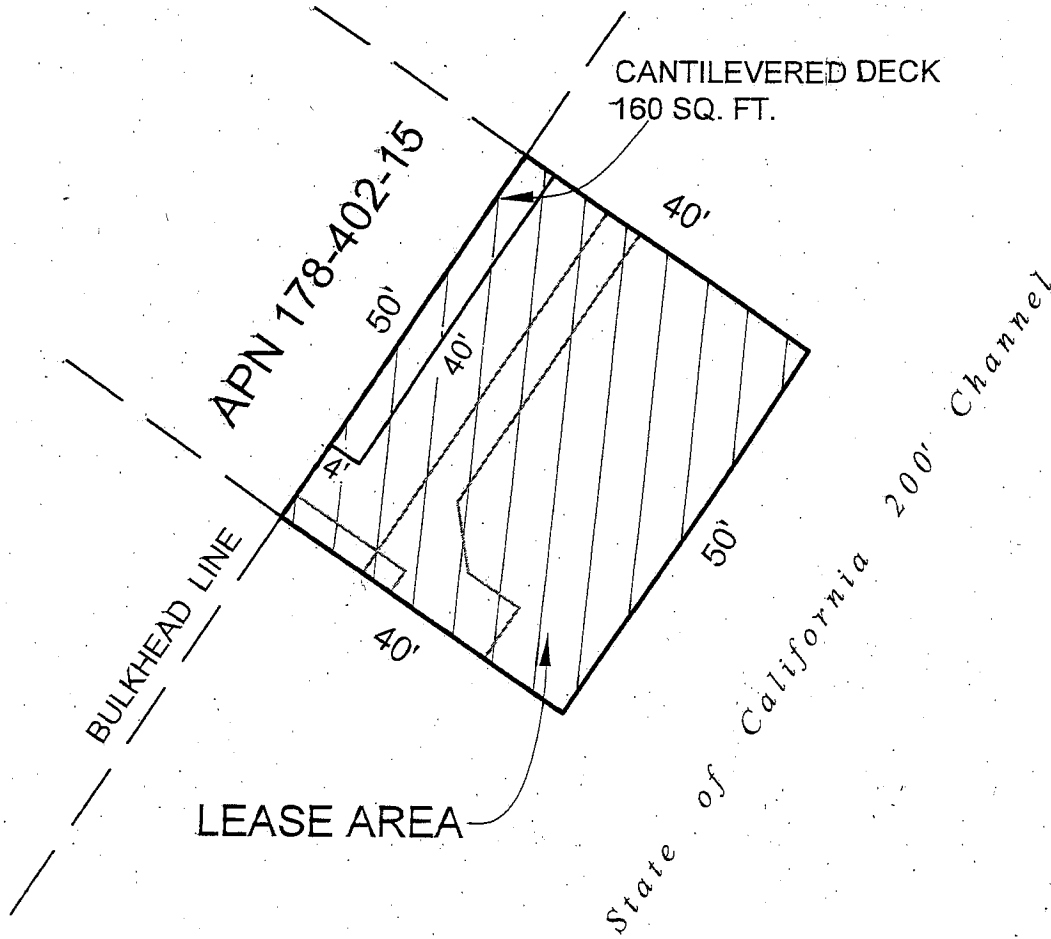 CANTILEVERED DECK
160 SQ. FT.
APN 178-402-15
40'
50'
40'
4'
50'
40'
BULKHEAD LINE
LEASE AREA
State of California 200' Channel